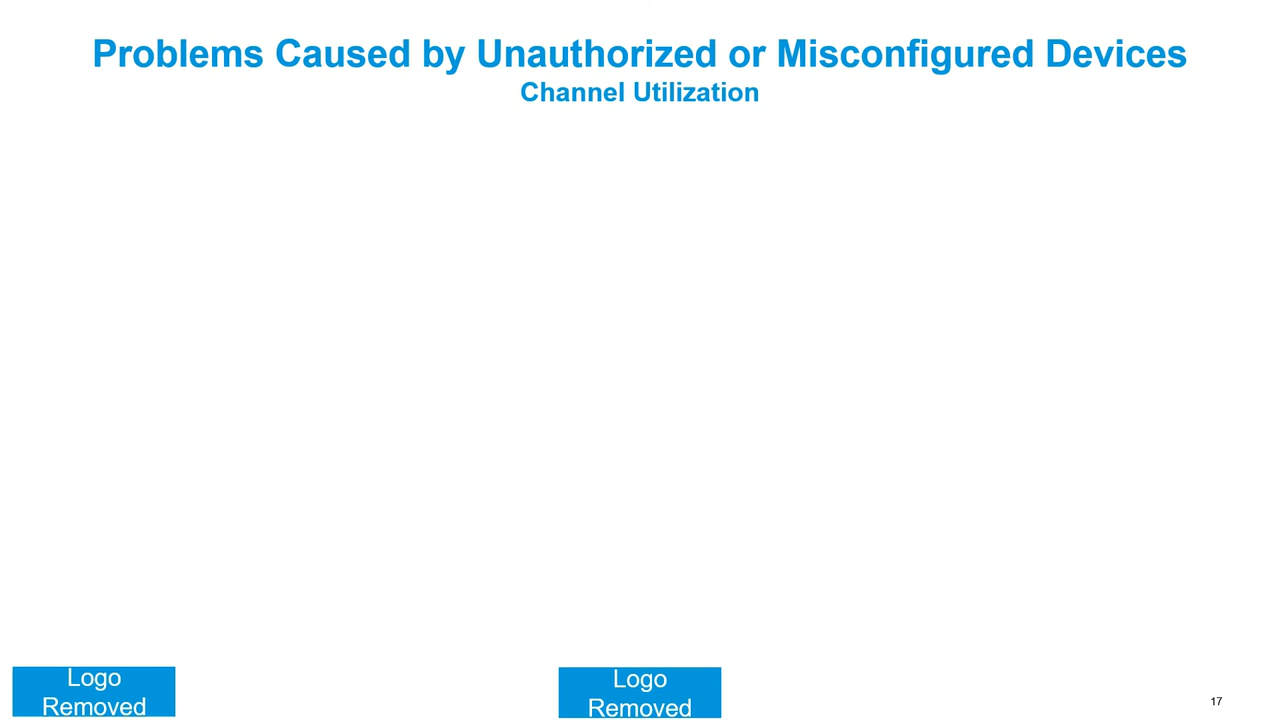 Problems Caused by Unauthorized or Misconfigured Devices
Channel Utilization
Logo
Removed
Logo
Removed
17